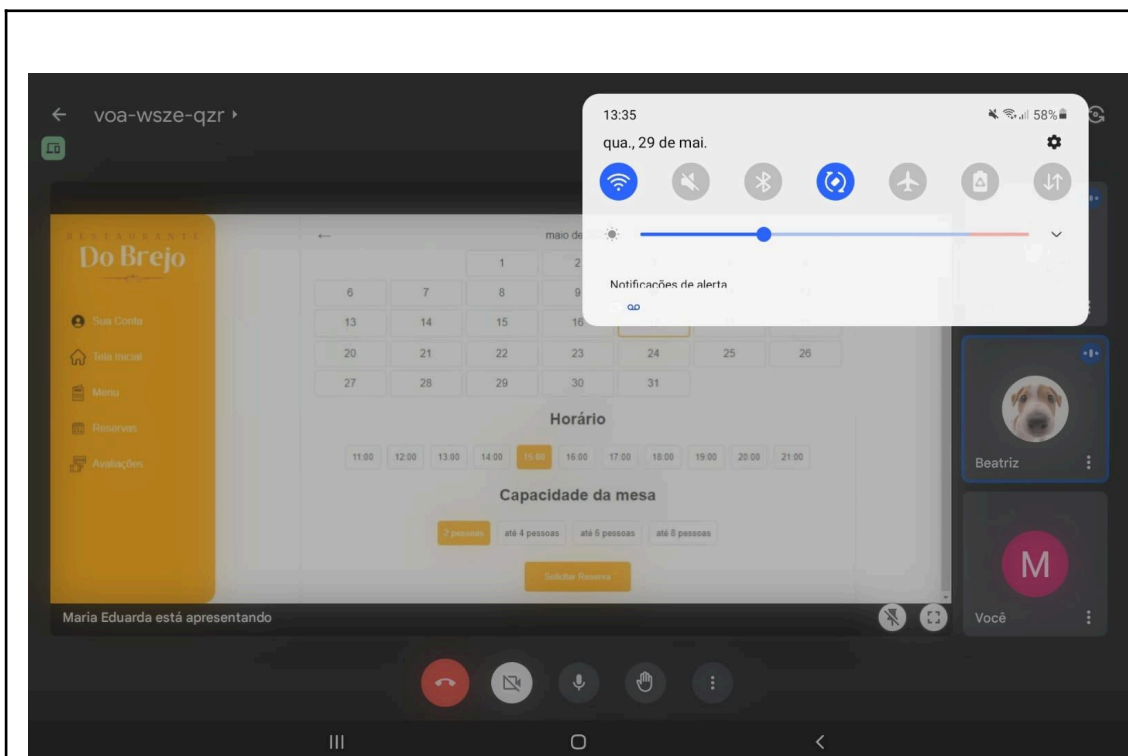 voa-wsze-qzr
13:35
58%
qua., 29 de mai.
Notificações de alerta
RESTAURANTE
Do Brejo
Sua Conta
Tela Inicial
Menu
Reservas
Avaliações
maio de
1 2
6 7 8 9
13 14 15 16
20 21 22 23 24 25 26
27 28 29 30 31
Horário
11:00 12:00 13:00 14:00 15:00 16:00 17:00 18:00 19:00 20:00 21:00
Capacidade da mesa
2 pessoas até 4 pessoas até 6 pessoas até 8 pessoas
Solicitar Reserva
Maria Eduarda está apresentando
Beatriz
M
Você